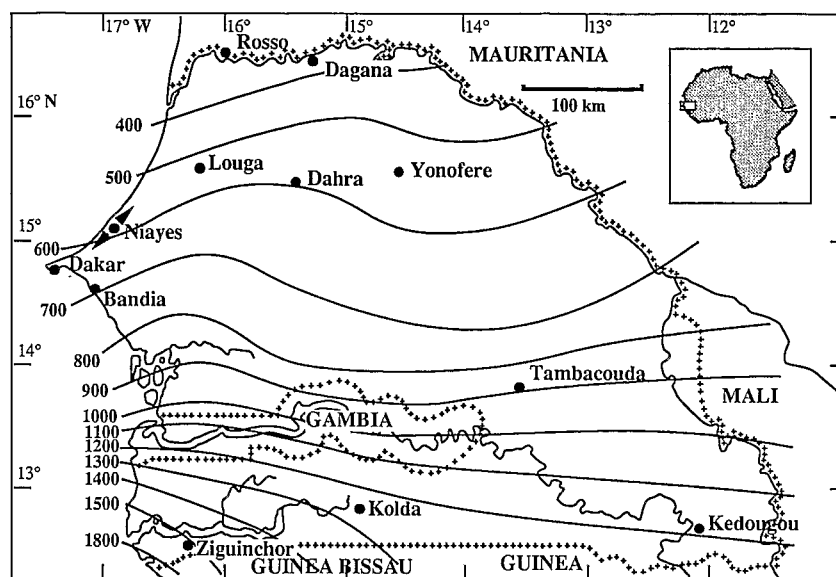 17° W
16°
15°
14°
13°
12°
Rosso
MAURITANIA
Dagana
100 km
16° N
400
500
Louga
Dahra
Yonofere
Niayes
15°
600
Dakar
Bandia
700
800
14°
900
Tambacouda
MALI
1000
GAMBIA
1100
1200
1300
13°
1400
1500
Kolda
Kedougou
1800
Ziguinchor
GUINEA BISSAU
GUINEA